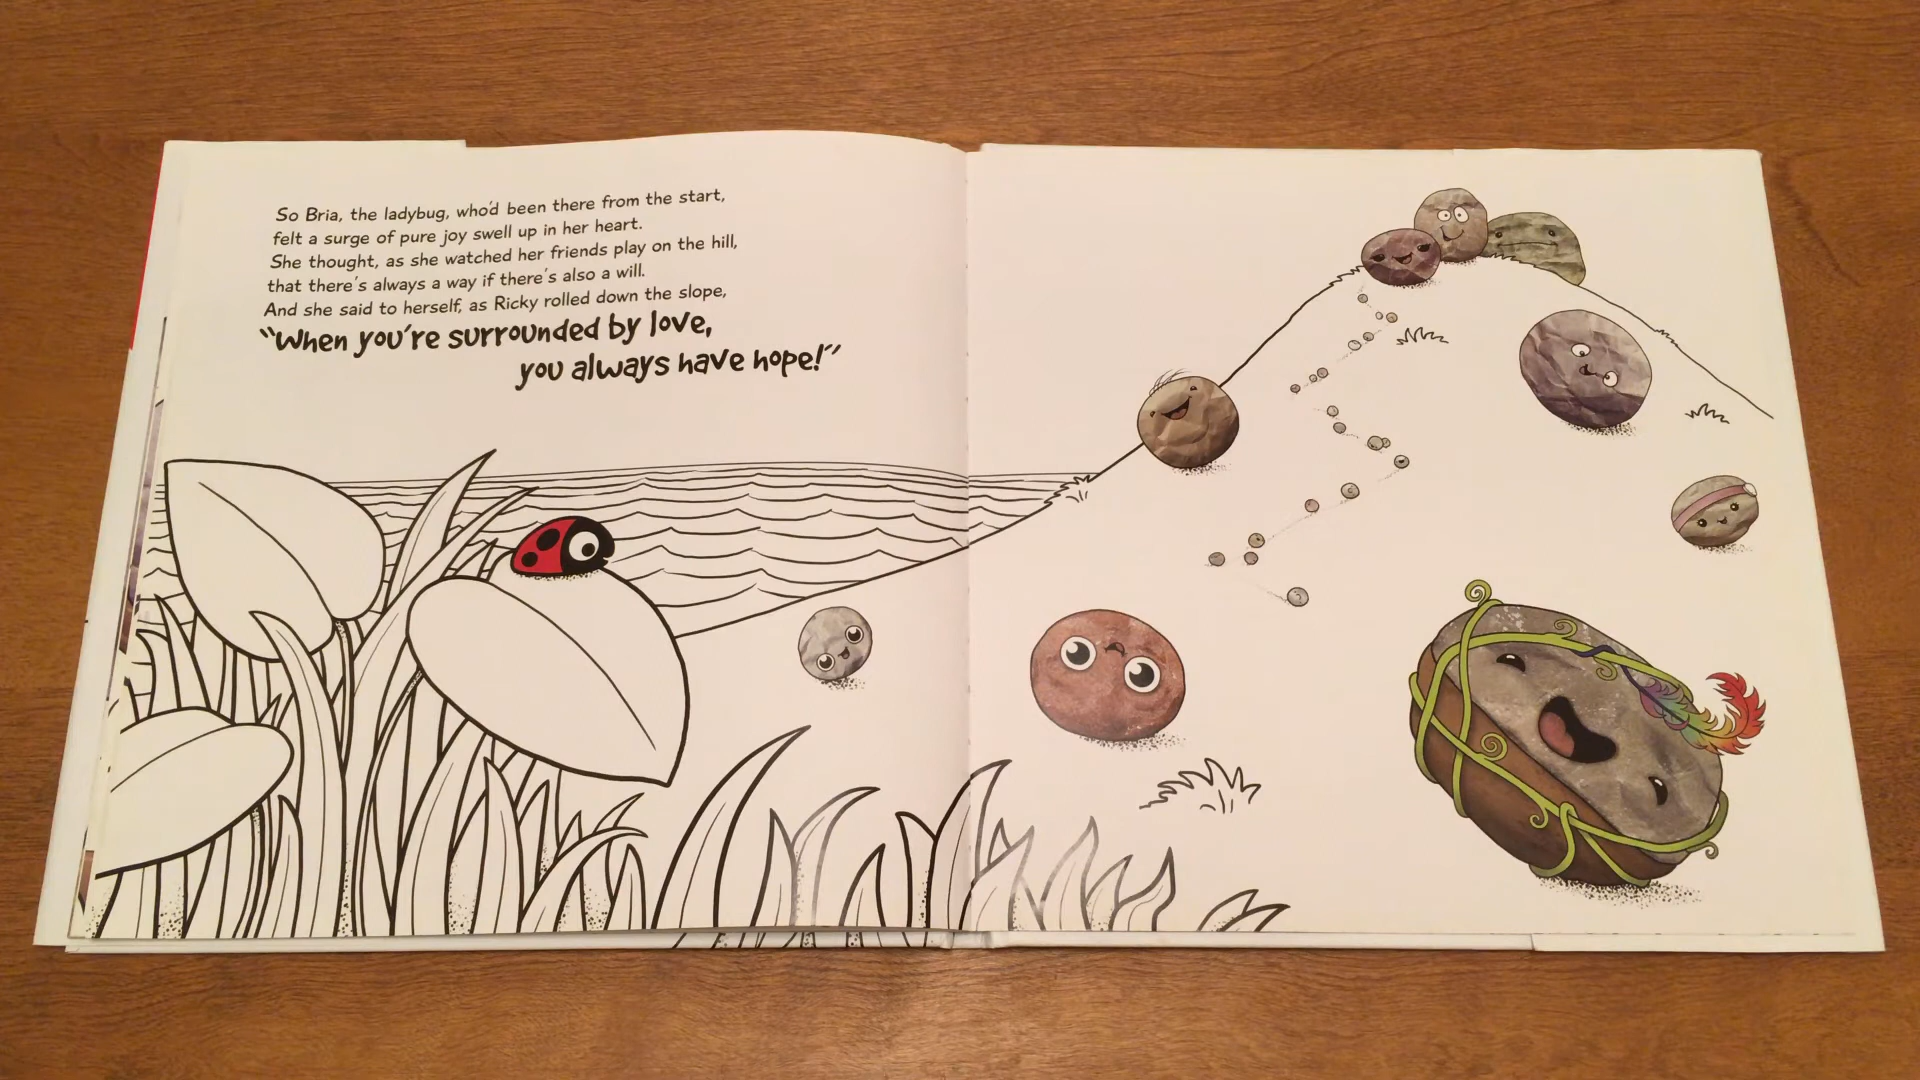 So Bria, the ladybug, who'd been there from the start,
felt a surge of pure joy swell up in her heart.
She thought, as she watched her friends play on the hill,
that there's always a way if there's also a will.
And she said to herself, as Ricky rolled down the slope,
"When you're surrounded by love,
you always have hope!"